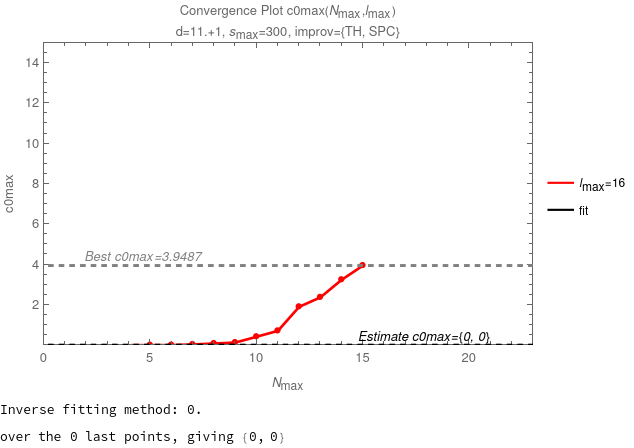 Convergence Plot c0max(Nmax,lmax)
d=11.+1, smax=300, improv={TH, SPC}
14
12
10
8
6
4
2
c0max
Best c0max=3.9487
Estimate c0max={0, 0}
0
5
10
15
20
Nmax
lmax=16
fit
Inverse fitting method: 0.
over the 0 last points, giving {0, 0}